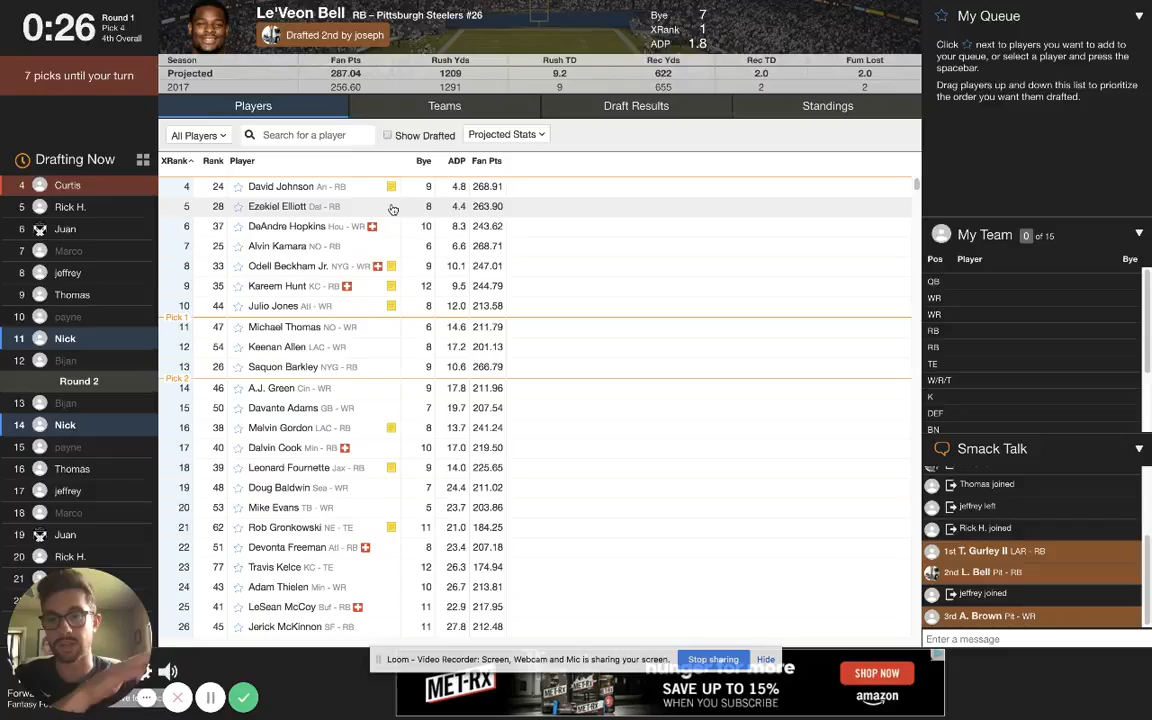 0:26
Round 1
Pick 4
4th Overall
7 picks until your turn
Drafting Now
4 Curtis
5 Rick H.
6 Juan
7 Marco
8 jeffrey
9 Thomas
10 payne
11 Nick
12 Bijan
Round 2
13 Bijan
14 Nick
15 payne
16 Thomas
17 jeffrey
18 Marco
19 Juan
20 Rick H.
21
Le'Veon Bell RB – Pittsburgh Steelers #26
Drafted 2nd by joseph
Bye 7
XRank 1
ADP 1.8
Season Fan Pts Rush Yds Rush TD Rec Yds Rec TD Fum Lost
Projected 287.04 1209 9.2 622 2.0 2.0
2017 256.60 1291 9 655 2 2
Players Teams Draft Results Standings
All Players Search for a player Show Drafted Projected Stats
XRank Rank Player Bye ADP Fan Pts
4 24 David Johnson Ari - RB 9 4.8 268.91
5 28 Ezekiel Elliott Dal - RB 8 4.4 263.90
6 37 DeAndre Hopkins Hou - WR 10 8.3 243.62
7 25 Alvin Kamara NO - RB 6 6.6 268.71
8 33 Odell Beckham Jr. NYG - WR 9 10.1 247.01
9 35 Kareem Hunt KC - RB 12 9.5 244.79
10 44 Julio Jones Atl - WR 8 12.0 213.58
Pick 1
11 47 Michael Thomas NO - WR 6 14.6 211.79
12 54 Keenan Allen LAC - WR 8 17.2 201.13
13 26 Saquon Barkley NYG - RB 9 10.6 266.79
Pick 2
14 46 A.J. Green Cin - WR 9 17.8 211.96
15 50 Davante Adams GB - WR 7 19.7 207.54
16 38 Melvin Gordon LAC - RB 8 13.7 241.24
17 40 Dalvin Cook Min - RB 10 17.0 219.50
18 39 Leonard Fournette Jax - RB 9 14.0 225.65
19 48 Doug Baldwin Sea - WR 7 24.4 211.02
20 53 Mike Evans TB - WR 5 23.7 203.86
21 62 Rob Gronkowski NE - TE 11 21.0 184.25
22 51 Devonta Freeman Atl - RB 8 23.4 207.18
23 77 Travis Kelce KC - TE 12 26.3 174.94
24 43 Adam Thielen Min - WR 10 26.7 213.81
25 41 LeSean McCoy Buf - RB 11 22.9 217.95
26 45 Jerick McKinnon SF - RB 11 27.8 212.48
My Queue
Click next to players you want to add to
your queue, or select a player and press the
spacebar.
Drag players up and down this list to prioritize
the order you want them drafted.
My Team 0 of 15
Pos Player Bye
QB
WR
WR
RB
RB
TE
W/R/T
K
DEF
BN
Smack Talk
Thomas joined
jeffrey left
Rick H. joined
1st T. Gurley II LAR - RB
2nd L. Bell Pit - RB
jeffrey joined
3rd A. Brown Pit - WR
Enter a message
Loom – Video Recorder: Screen, Webcam and Mic is sharing your screen. Stop sharing Hide
MET-RX
hunger for more
SAVE UP TO 15%
WHEN YOU SUBSCRIBE
SHOP NOW
amazon